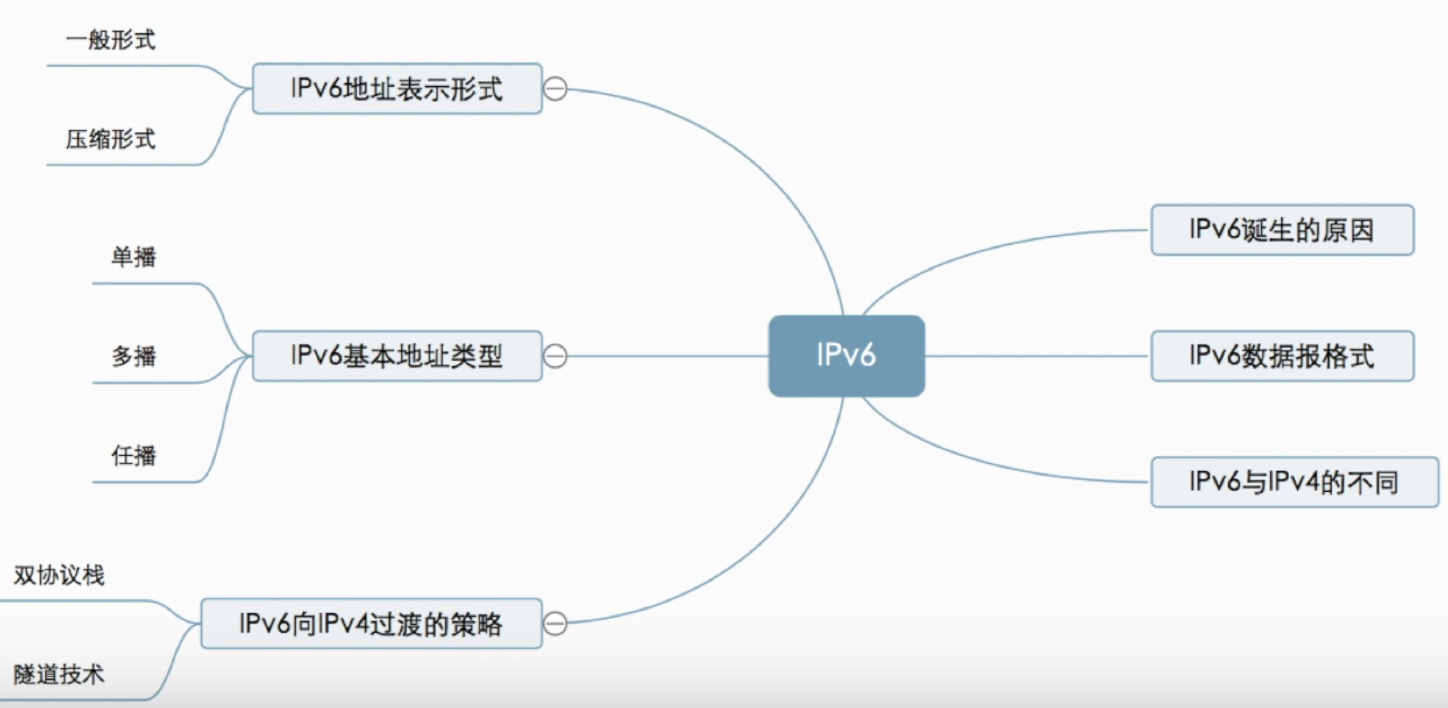 一般形式
IPv6地址表示形式
压缩形式
单播
IPv6基本地址类型
多播
任播
双协议栈
IPv6向IPv4过渡的策略
隧道技术
IPv6
IPv6诞生的原因
IPv6数据报格式
IPv6与IPv4的不同